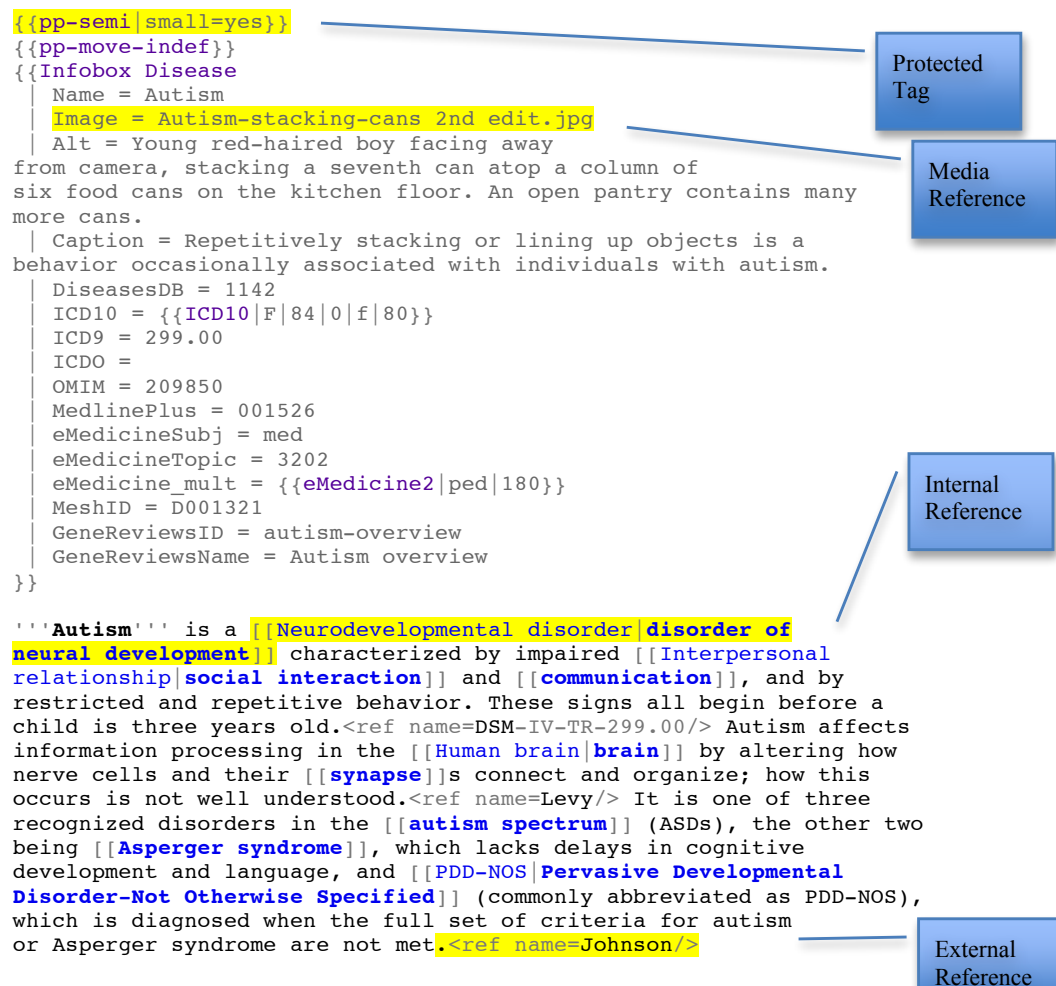 {{pp-semi|small=yes}}
{{pp-move-indef}}
{{Infobox Disease
| Name = Autism
| Image = Autism-stacking-cans 2nd edit.jpg
| Alt = Young red-haired boy facing away
from camera, stacking a seventh can atop a column of
six food cans on the kitchen floor. An open pantry contains many
more cans.
| Caption = Repetitively stacking or lining up objects is a
behavior occasionally associated with individuals with autism.
| DiseasesDB = 1142
| ICD10 = {{ICD10|F|84|0|f|80}}
| ICD9 = 299.00
| ICDO =
| OMIM = 209850
| MedlinePlus = 001526
| eMedicineSubj = med
| eMedicineTopic = 3202
| eMedicine_mult = {{eMedicine2|ped|180}}
| MeshID = D001321
| GeneReviewsID = autism-overview
| GeneReviewsName = Autism overview
}}
'''Autism''' is a [[Neurodevelopmental disorder|disorder of
neural development]] characterized by impaired [[Interpersonal
relationship|social interaction]] and [[communication]], and by
restricted and repetitive behavior. These signs all begin before a
child is three years old.<ref name=DSM-IV-TR-299.00/> Autism affects
information processing in the [[Human brain|brain]] by altering how
nerve cells and their [[synapse]]s connect and organize; how this
occurs is not well understood.<ref name=Levy/> It is one of three
recognized disorders in the [[autism spectrum]] (ASDs), the other two
being [[Asperger syndrome]], which lacks delays in cognitive
development and language, and [[PDD-NOS|Pervasive Developmental
Disorder-Not Otherwise Specified]] (commonly abbreviated as PDD-NOS),
which is diagnosed when the full set of criteria for autism
or Asperger syndrome are not met.<ref name=Johnson/>
Protected
Tag
Media
Reference
Internal
Reference
External
Reference